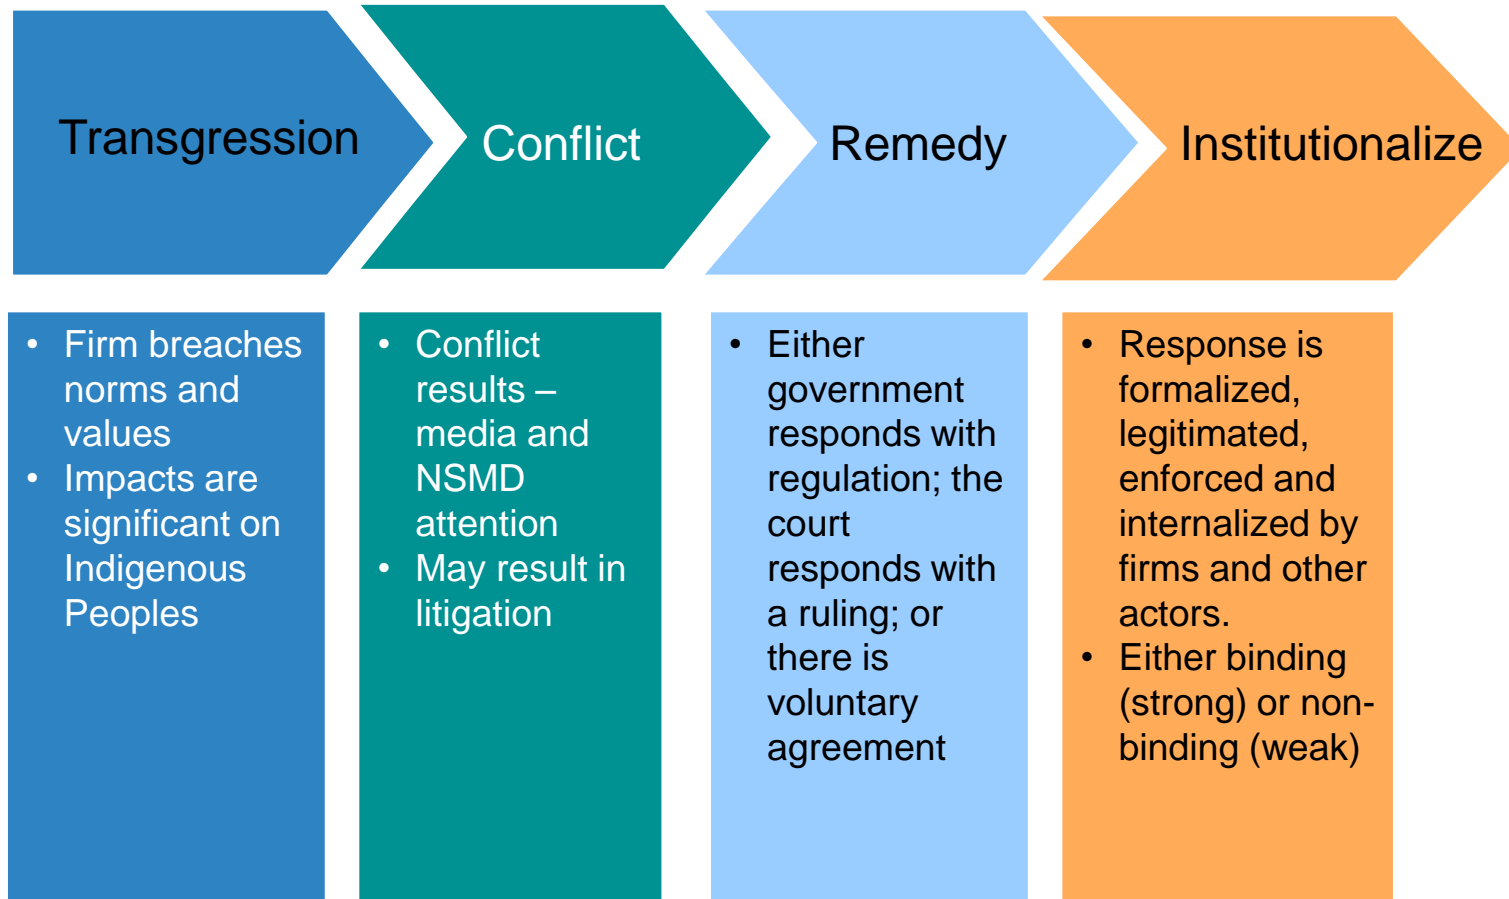 Transgression
Conflict
Remedy
Institutionalize
• Firm breaches
norms and
values
• Impacts are
significant on
Indigenous
Peoples
• Conflict
results –
media and
NSMD
attention
• May result in
litigation
• Either
government
responds with
regulation; the
court
responds with
a ruling; or
there is
voluntary
agreement
• Response is
formalized,
legitimated,
enforced and
internalized by
firms and other
actors.
• Either binding
(strong) or non-
binding (weak)